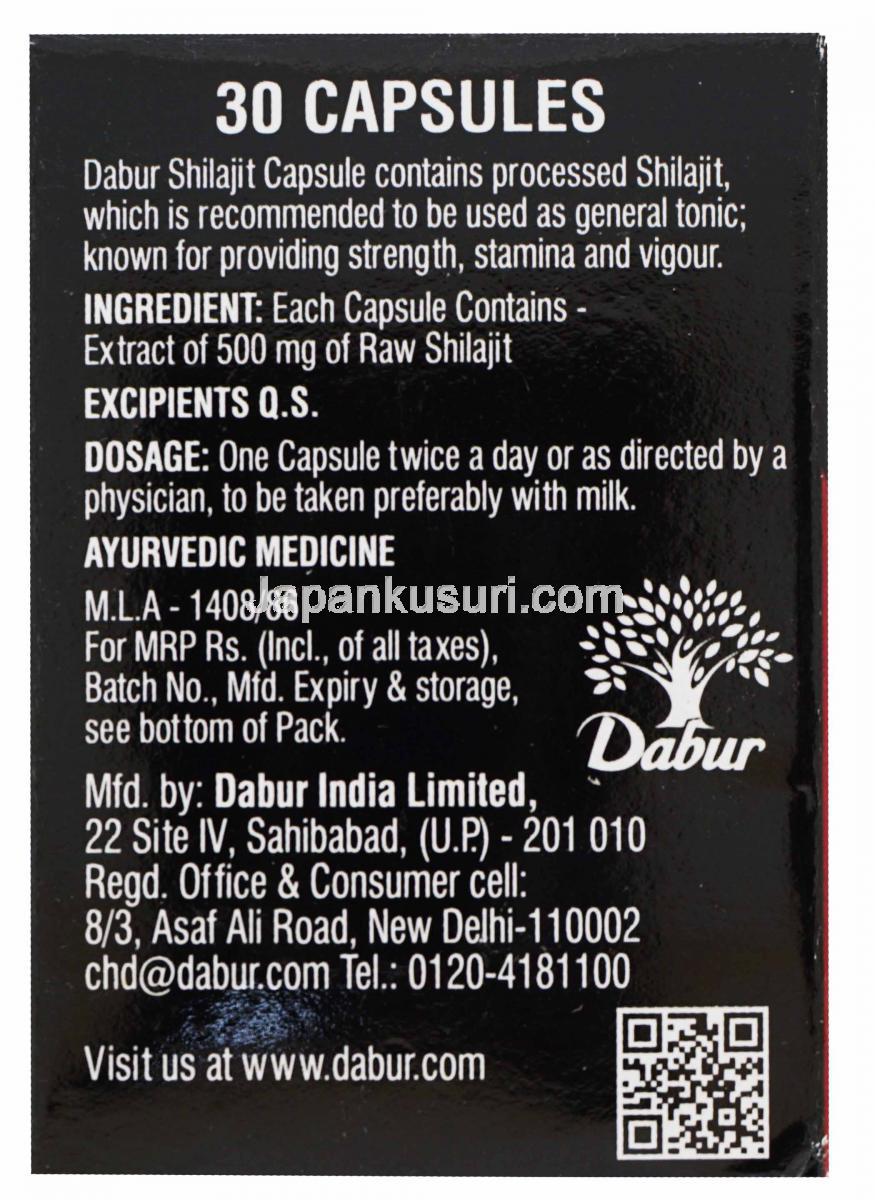 30 CAPSULES
Dabur Shilajit Capsule contains processed Shilajit,
which is recommended to be used as general tonic;
known for providing strength, stamina and vigour.
INGREDIENT: Each Capsule Contains -
Extract of 500 mg of Raw Shilajit
EXCIPIENTS Q.S.
DOSAGE: One Capsule twice a day or as directed by a
physician, to be taken preferably with milk.
AYURVEDIC MEDICINE
M.L.A - 1408/86
Japankusuri.com
For MRP Rs. (Incl., of all taxes),
Batch No., Mfd. Expiry & storage,
see bottom of Pack.
Dabur
Mfd. by: Dabur India Limited,
22 Site IV, Sahibabad, (U.P.) - 201 010
Regd. Office & Consumer cell:
8/3, Asaf Ali Road, New Delhi-110002
chd@dabur.com Tel.: 0120-4181100
Visit us at www.dabur.com